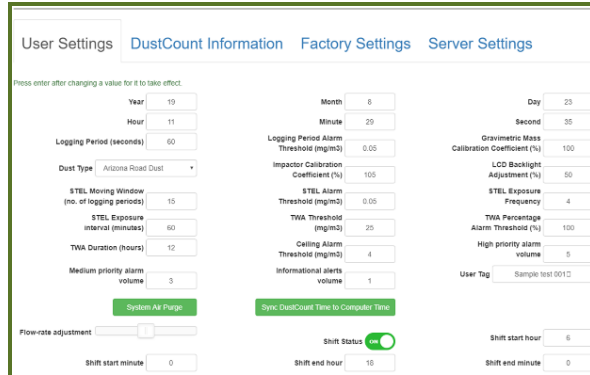 User Settings DustCount Information Factory Settings Server Settings
Press enter after changing a value for it to take effect.
Year 19 Month 8 Day 23
Hour 11 Minute 29 Second 35
Logging Period (seconds) 60 Logging Period Alarm Threshold (mg/m3) 0.05 Gravimetric Mass Calibration Coefficient (%) 100
Dust Type Arizona Road Dust Impactor Calibration Coefficient (%) 105 LCD Backlight Adjustment (%) 50
STEL Moving Window (no. of logging periods) 15 STEL Alarm Threshold (mg/m3) 0.05 STEL Exposure Frequency 4
STEL Exposure interval (minutes) 60 TWA Threshold (mg/m3) 25 TWA Percentage Alarm Threshold (%) 100
TWA Duration (hours) 12 Ceiling Alarm Threshold (mg/m3) 4 High priority alarm volume 5
Medium priority alarm volume 3 Informational alerts volume 1 User Tag Sample test 001
System Air Purge Sync DustCount Time to Computer Time
Flow-rate adjustment Shift Status ON Shift start hour 6
Shift start minute 0 Shift end hour 18 Shift end minute 0